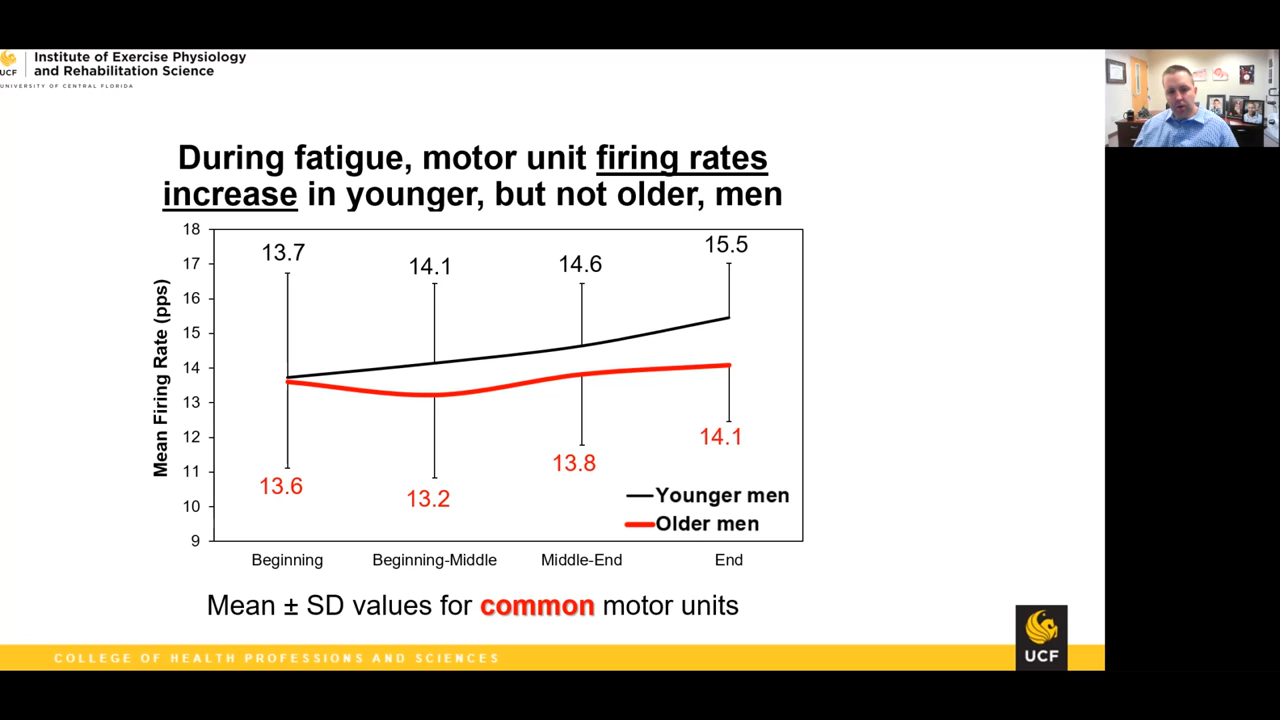 Institute of Exercise Physiology
and Rehabilitation Science
UCF
UNIVERSITY OF CENTRAL FLORIDA
During fatigue, motor unit firing rates
increase in younger, but not older, men
Mean Firing Rate (pps)
18
17
16
15
14
13
12
11
10
9
13.7
14.1
14.6
15.5
13.6
13.2
13.8
14.1
Younger men
Older men
Beginning
Beginning-Middle
Middle-End
End
Mean ± SD values for common motor units
COLLEGE OF HEALTH PROFESSIONS AND SCIENCES
UCF